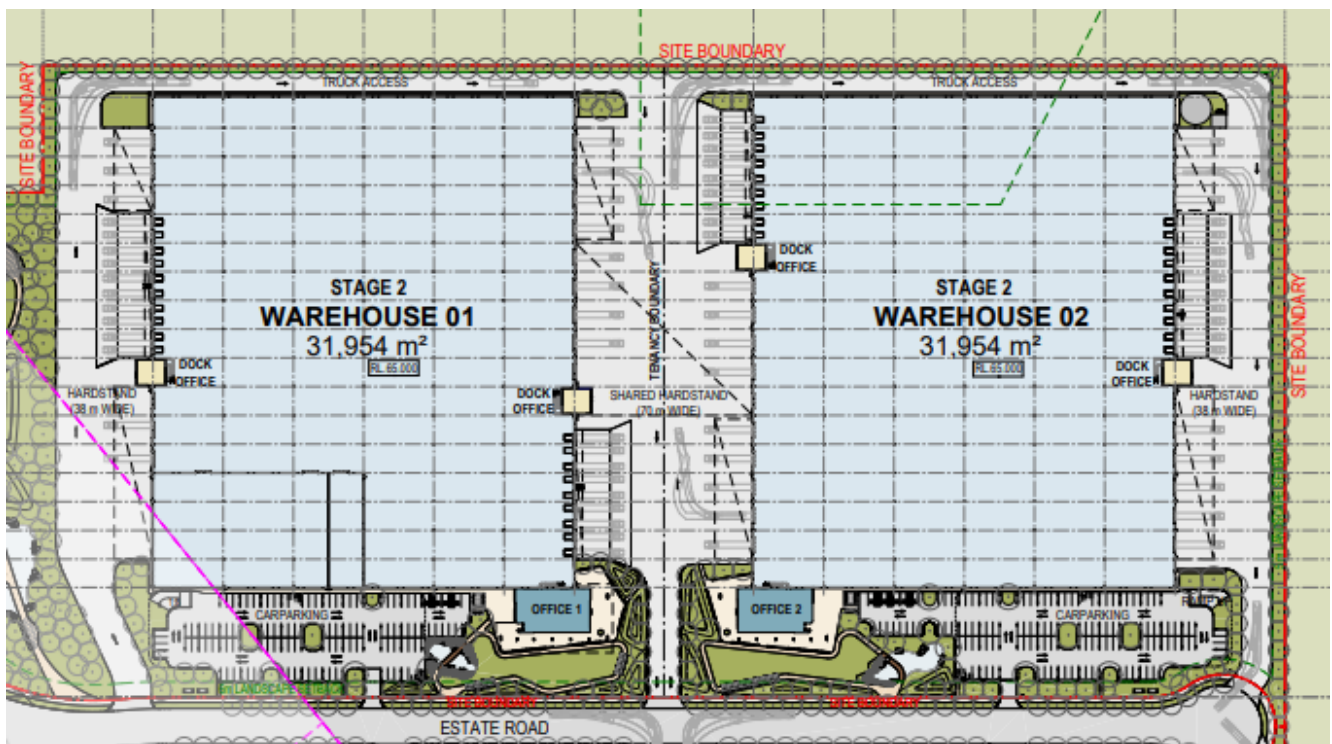 SITE BOUNDARY
SITE BOUNDARY
TRUCK ACCESS
TRUCK ACCESS
STAGE 2
WAREHOUSE 01
31,954 m²
RL.65.000
STAGE 2
WAREHOUSE 02
31,954 m²
RL.65.000
DOCK
OFFICE
TENANCY BOUNDARY
SITE BOUNDARY
DOCK
OFFICE
HARDSTAND
(38 m WIDE)
DOCK
OFFICE
SHARED HARDSTAND
(70 m WIDE)
DOCK
OFFICE
HARDSTAND
(38 m WIDE)
CARPARKING
OFFICE 1
OFFICE 2
CARPARKING
SITE BOUNDARY
SITE BOUNDARY
ESTATE ROAD